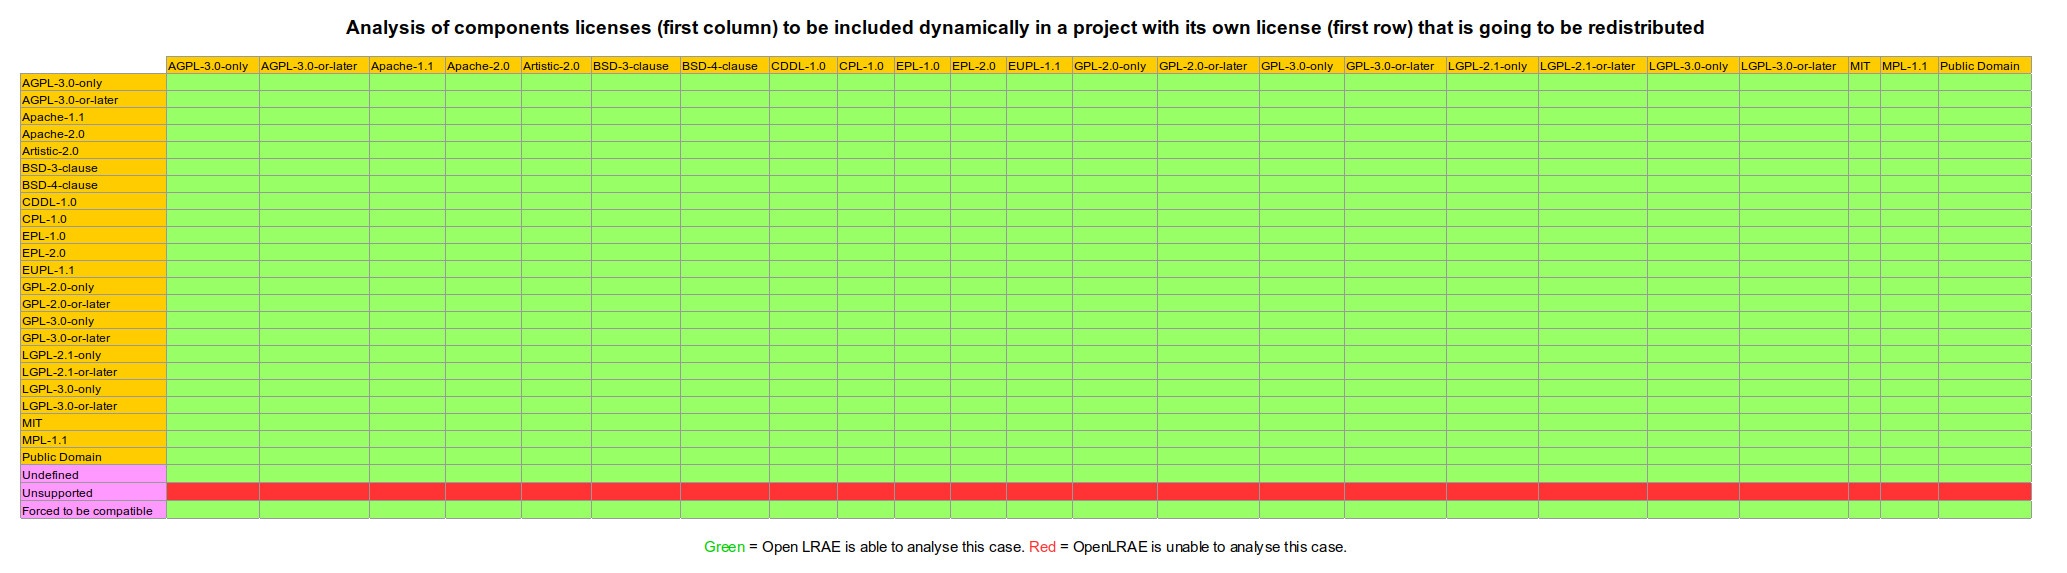 Analysis of components licenses (first column) to be included dynamically in a project with its own license (first row) that is going to be redistributed
AGPL-3.0-only AGPL-3.0-or-later Apache-1.1 Apache-2.0 Artistic-2.0 BSD-3-clause BSD-4-clause CDDL-1.0 CPL-1.0 EPL-1.0 EPL-2.0 EUPL-1.1 GPL-2.0-only GPL-2.0-or-later GPL-3.0-only GPL-3.0-or-later LGPL-2.1-only LGPL-2.1-or-later LGPL-3.0-only LGPL-3.0-or-later MIT MPL-1.1 Public Domain
AGPL-3.0-only
AGPL-3.0-or-later
Apache-1.1
Apache-2.0
Artistic-2.0
BSD-3-clause
BSD-4-clause
CDDL-1.0
CPL-1.0
EPL-1.0
EPL-2.0
EUPL-1.1
GPL-2.0-only
GPL-2.0-or-later
GPL-3.0-only
GPL-3.0-or-later
LGPL-2.1-only
LGPL-2.1-or-later
LGPL-3.0-only
LGPL-3.0-or-later
MIT
MPL-1.1
Public Domain
Undefined
Unsupported
Forced to be compatible
Green = Open LRAE is able to analyse this case. Red = OpenLRAE is unable to analyse this case.